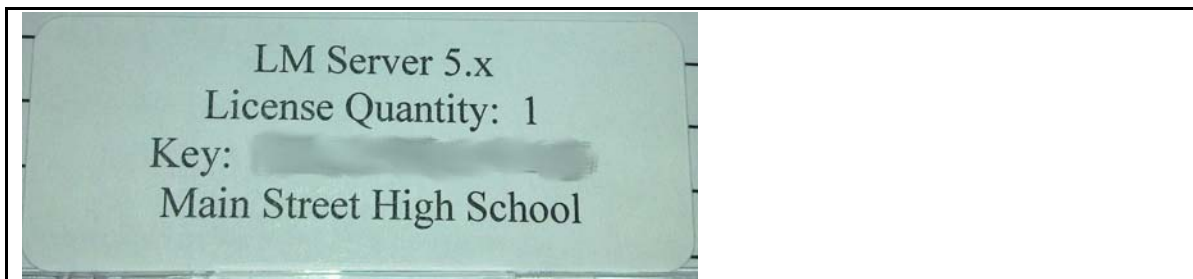 LM Server 5.x
License Quantity: 1
Key:
Main Street High School